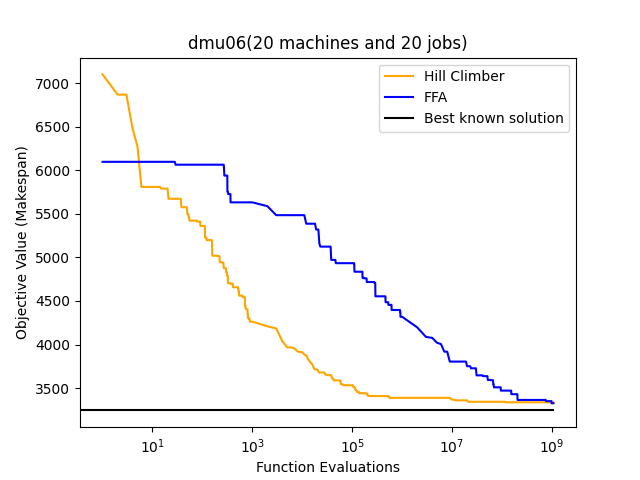 dmu06(20 machines and 20 jobs)
Hill Climber
FFA
Best known solution
Objective Value (Makespan)
7000
6500
6000
5500
5000
4500
4000
3500
10¹ 10³ 10⁵ 10⁷ 10⁹
Function Evaluations